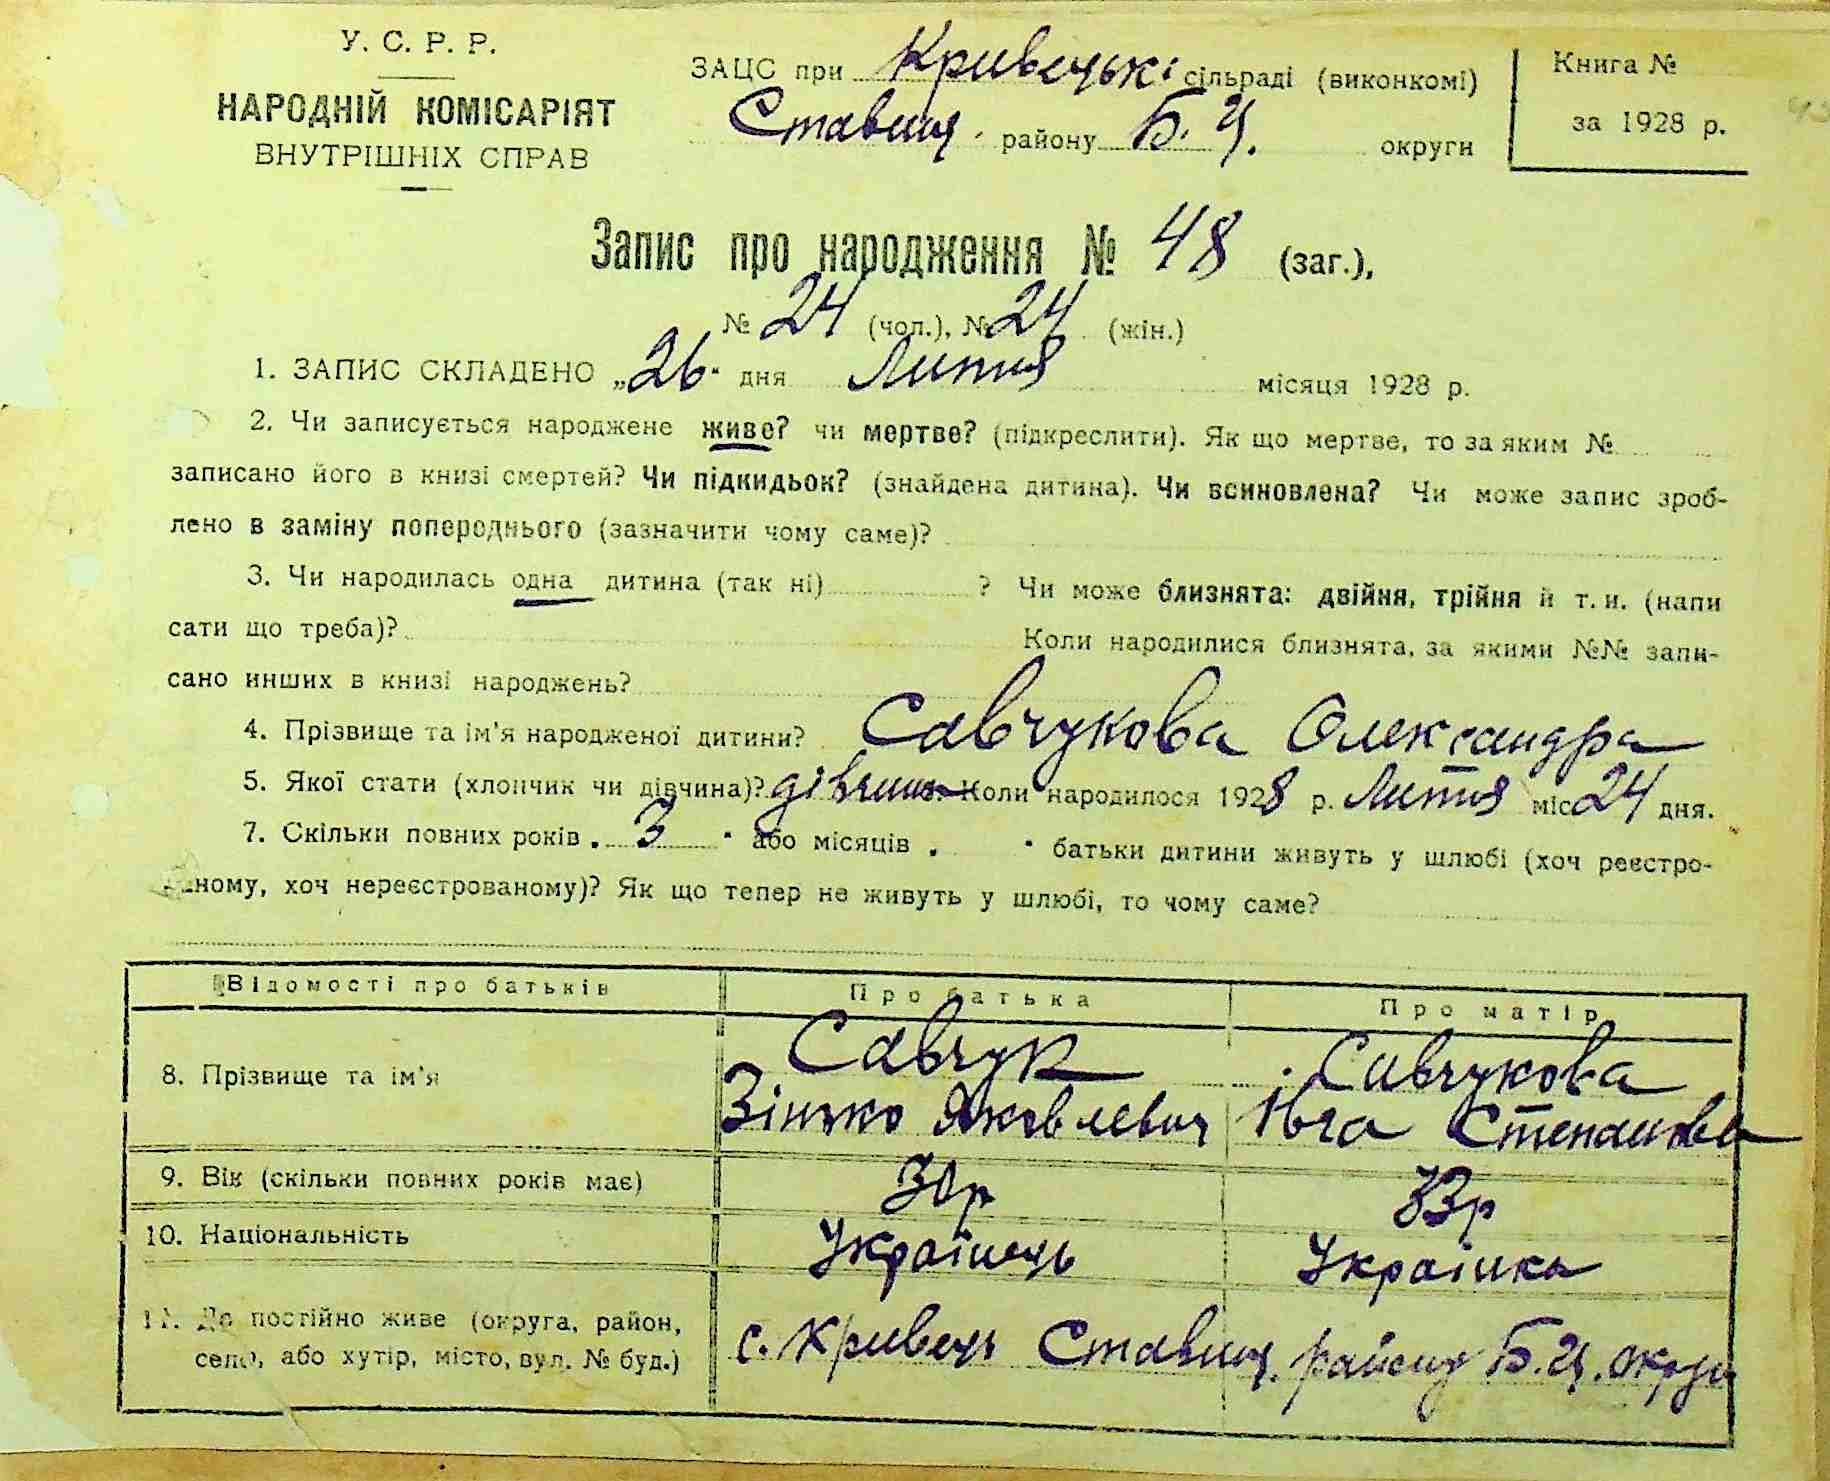 У. С. Р. Р.
НАРОДНІЙ КОМІСАРІЯТ
ВНУТРІШНІХ СПРАВ
ЗАЦС при Кривецькі сільраді (виконкомі)
Ставищ. району Б. Ц. округи
Книга №
за 1928 р.
Запис про народження № 48 (заг.),
№ 24 (чол.), № 24 (жін.)
1. ЗАПИС СКЛАДЕНО „26" дня Липня місяця 1928 р.
2. Чи записується народжене живе? чи мертве? (підкреслити). Як що мертве, то за яким №
записано його в книзі смертей? Чи підкидьок? (знайдена дитина). Чи всиновлена? Чи може запис зроб-
лено в заміну попереднього (зазначити чому саме)?
3. Чи народилась одна дитина (так ні) ? Чи може близнята: двійня, трійня й т. и. (напи
сати що треба)? Коли народилися близнята, за якими №№ запи-
сано инших в книзі народжень?
4. Прізвище та ім'я народженої дитини? Савчукова Олександра
5. Якої стати (хлопчик чи дівчина)? дівчина 6. Коли народилося 1928 р. Липня міс 24 дня.
7. Скільки повних років . 3 " або місяців . " батьки дитини живуть у шлюбі (хоч реєстро-
ваному, хоч нереєстрованому)? Як що тепер не живуть у шлюбі, то чому саме?
Відомості про батьків Про батька Про матір
8. Прізвище та ім'я Савчук Савчукова
Зінько Яковлевич Івга Степанова
9. Вік (скільки повних років має) 30р 33р
10. Національність Українець Українка
11. Де постійно живе (округа, район,
село, або хутір, місто, вул. № буд.) с. Кривець Ставищ. району Б. Ц. округи